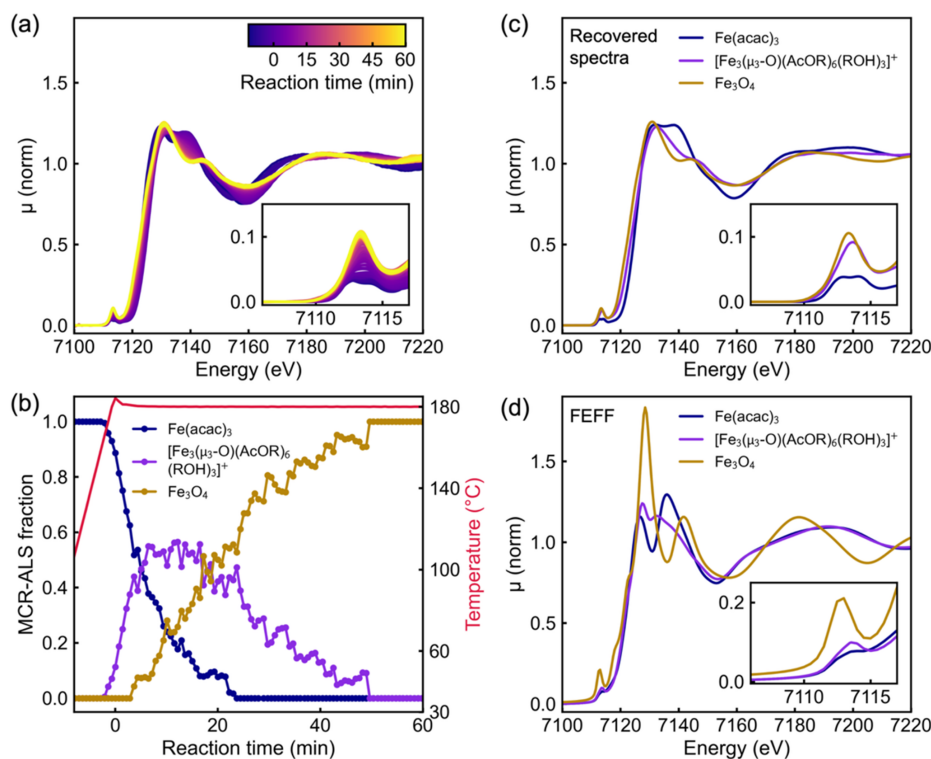 (a)
0 15 30 45 60
Reaction time (min)
μ (norm)
1.5
1.0
0.5
0.0
0.1
0.0
7110 7115
7100 7120 7140 7160 7180 7200 7220
Energy (eV)
(c)
Recovered
spectra
Fe(acac)₃
[Fe₃(μ₃-O)(AcOR)₆(ROH)₃]⁺
Fe₃O₄
μ (norm)
1.5
1.0
0.5
0.0
0.1
0.0
7110 7115
7100 7120 7140 7160 7180 7200 7220
Energy (eV)
(b)
Fe(acac)₃
[Fe₃(μ₃-O)(AcOR)₆
(ROH)₃]⁺
Fe₃O₄
MCR-ALS fraction
1.0
0.8
0.6
0.4
0.2
0.0
180
140
100
60
30
Temperature (°C)
0 20 40 60
Reaction time (min)
(d)
FEFF
Fe(acac)₃
[Fe₃(μ₃-O)(AcOR)₆(ROH)₃]⁺
Fe₃O₄
μ (norm)
1.5
1.0
0.5
0.0
0.2
0.0
7110 7115
7100 7120 7140 7160 7180 7200 7220
Energy (eV)